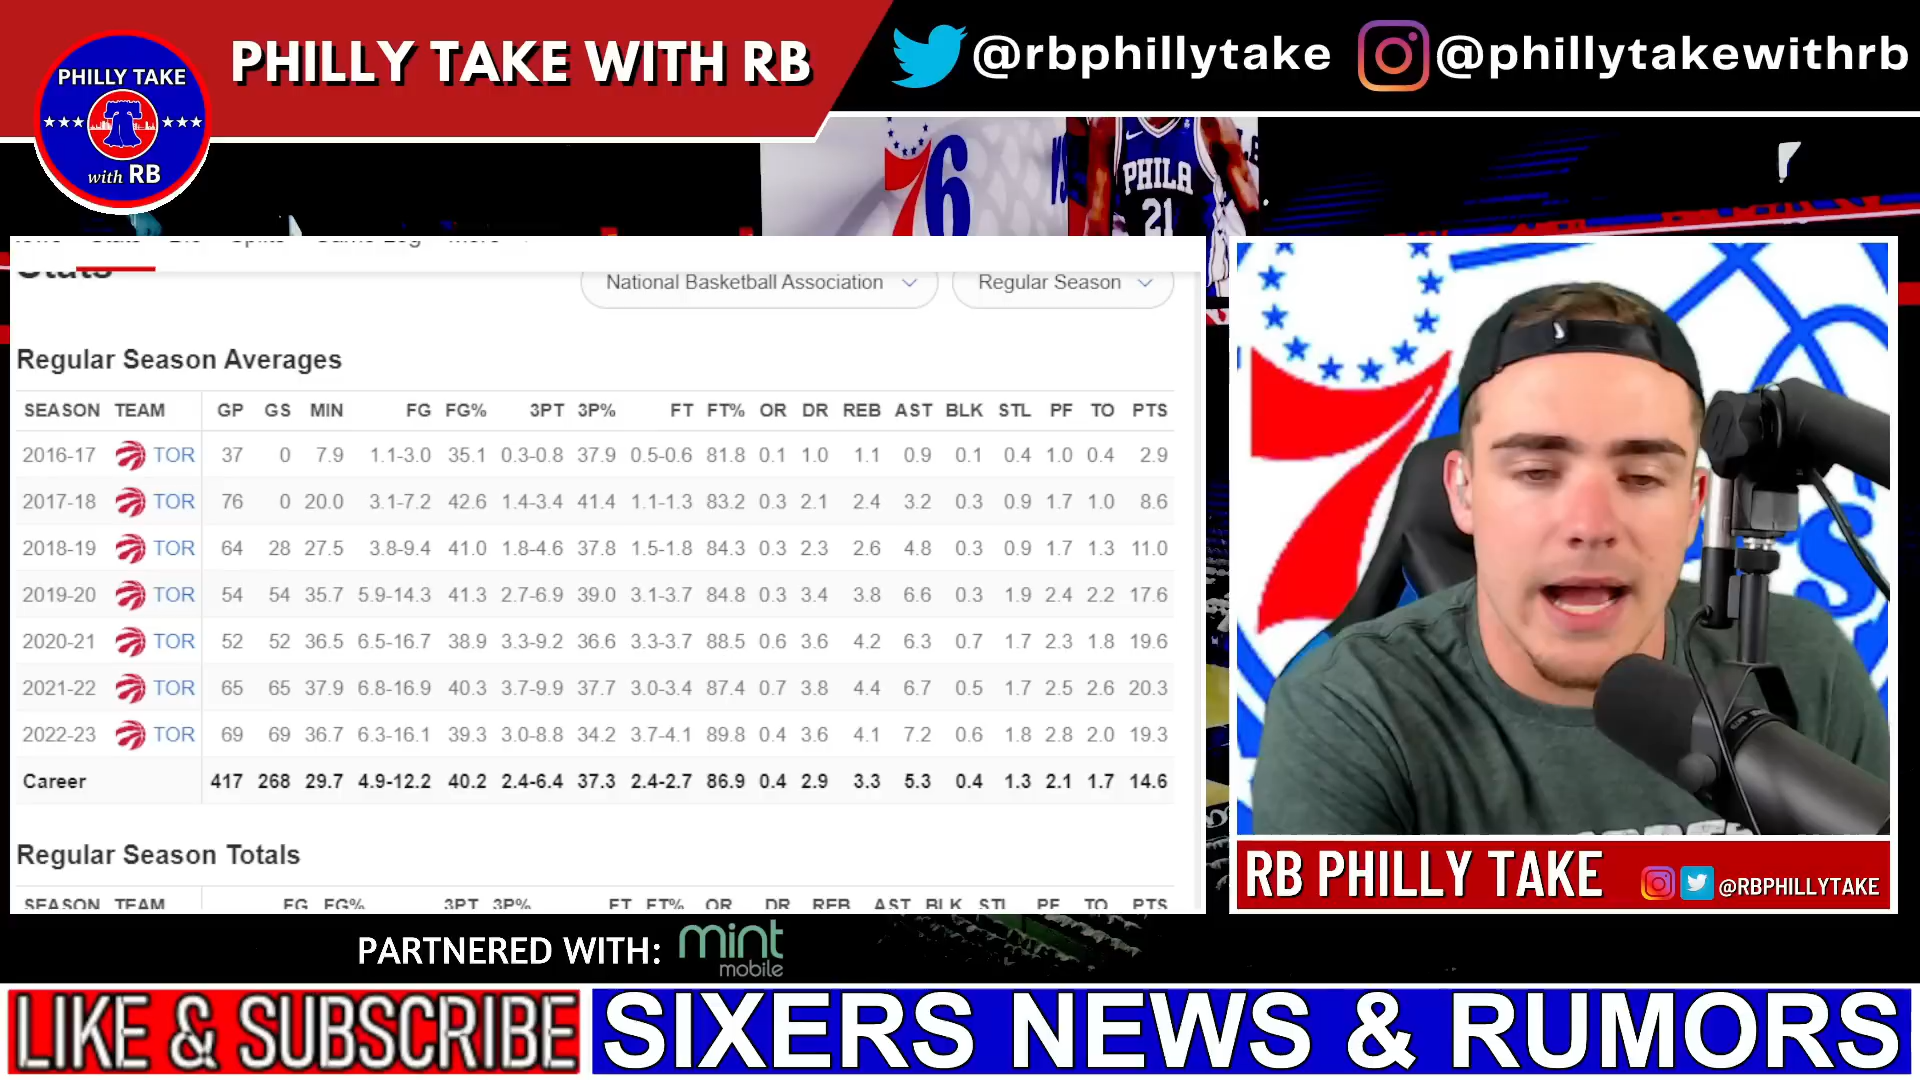 PHILLY TAKE
with RB
PHILLY TAKE WITH RB
@rbphillytake
@phillytakewithrb
76
PHILA
21
Stats
National Basketball Association
Regular Season
Regular Season Averages
SEASON TEAM GP GS MIN FG FG% 3PT 3P% FT FT% OR DR REB AST BLK STL PF TO PTS
2016-17 TOR 37 0 7.9 1.1-3.0 35.1 0.3-0.8 37.9 0.5-0.6 81.8 0.1 1.0 1.1 0.9 0.1 0.4 1.0 0.4 2.9
2017-18 TOR 76 0 20.0 3.1-7.2 42.6 1.4-3.4 41.4 1.1-1.3 83.2 0.3 2.1 2.4 3.2 0.3 0.9 1.7 1.0 8.6
2018-19 TOR 64 28 27.5 3.8-9.4 41.0 1.8-4.6 37.8 1.5-1.8 84.3 0.3 2.3 2.6 4.8 0.3 0.9 1.7 1.3 11.0
2019-20 TOR 54 54 35.7 5.9-14.3 41.3 2.7-6.9 39.0 3.1-3.7 84.8 0.3 3.4 3.8 6.6 0.3 1.9 2.4 2.2 17.6
2020-21 TOR 52 52 36.5 6.5-16.7 38.9 3.3-9.2 36.6 3.3-3.7 88.5 0.6 3.6 4.2 6.3 0.7 1.7 2.3 1.8 19.6
2021-22 TOR 65 65 37.9 6.8-16.9 40.3 3.7-9.9 37.7 3.0-3.4 87.4 0.7 3.8 4.4 6.7 0.5 1.7 2.5 2.6 20.3
2022-23 TOR 69 69 36.7 6.3-16.1 39.3 3.0-8.8 34.2 3.7-4.1 89.8 0.4 3.6 4.1 7.2 0.6 1.8 2.8 2.0 19.3
Career 417 268 29.7 4.9-12.2 40.2 2.4-6.4 37.3 2.4-2.7 86.9 0.4 2.9 3.3 5.3 0.4 1.3 2.1 1.7 14.6
Regular Season Totals
SEASON TEAM FG FG% 3PT 3P% FT FT% OR DR REB AST BLK STL PF TO PTS
RB PHILLY TAKE
@RBPHILLYTAKE
PARTNERED WITH:
mint
mobile
LIKE & SUBSCRIBE
SIXERS NEWS & RUMORS